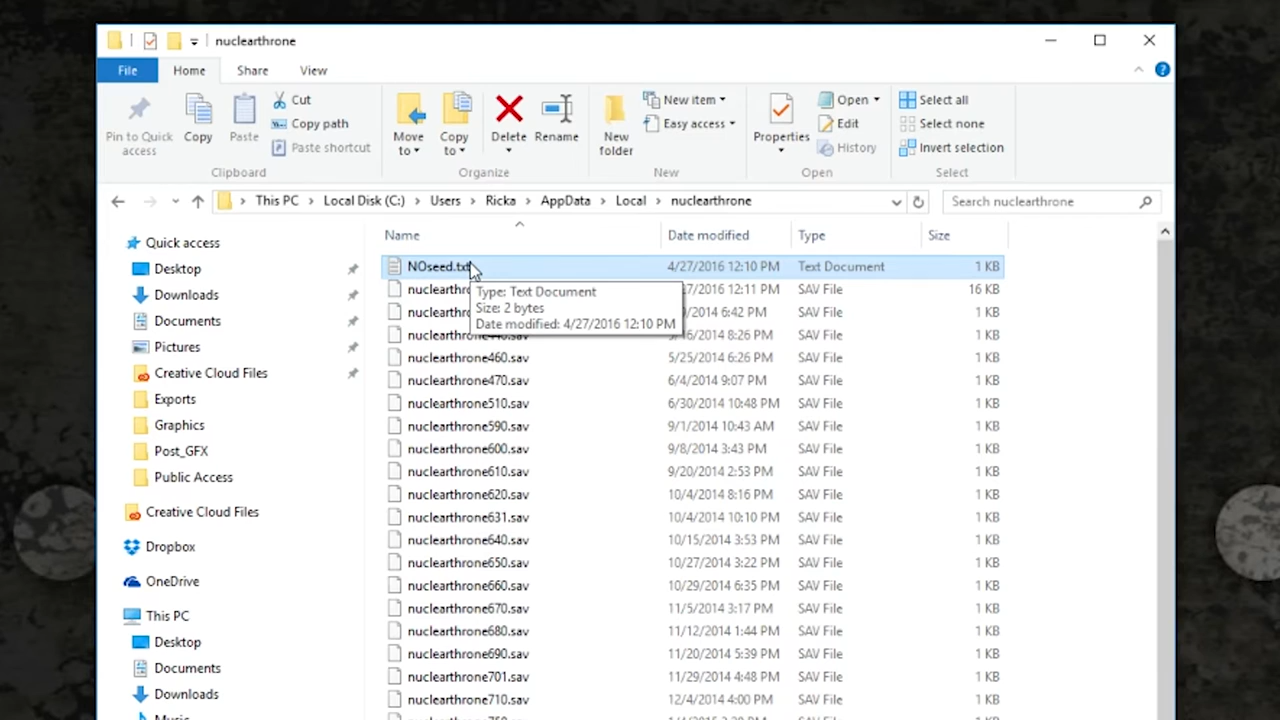 nuclearthrone
File Home Share View
Pin to Quick access
Copy
Paste
Cut
Copy path
Paste shortcut
Clipboard
Move to
Copy to
Delete
Rename
Organize
New folder
New item
Easy access
New
Properties
Open
Edit
History
Open
Select all
Select none
Invert selection
Select
This PC > Local Disk (C:) > Users > Ricka > AppData > Local > nuclearthrone
Search nuclearthrone
Quick access
Desktop
Downloads
Documents
Pictures
Creative Cloud Files
Exports
Graphics
Post_GFX
Public Access
Creative Cloud Files
Dropbox
OneDrive
This PC
Desktop
Documents
Downloads
Name Date modified Type Size
NOseed.txt 4/27/2016 12:10 PM Text Document 1 KB
12:11 PM SAV File 16 KB
6:42 PM SAV File 1 KB
8:26 PM SAV File 1 KB
Type: Text Document
Size: 2 bytes
Date modified: 4/27/2016 12:10 PM
nuclearthrone460.sav 5/25/2014 6:26 PM SAV File 1 KB
nuclearthrone470.sav 6/4/2014 9:07 PM SAV File 1 KB
nuclearthrone510.sav 6/30/2014 10:48 PM SAV File 1 KB
nuclearthrone590.sav 9/1/2014 10:43 AM SAV File 1 KB
nuclearthrone600.sav 9/8/2014 3:43 PM SAV File 1 KB
nuclearthrone610.sav 9/20/2014 2:53 PM SAV File 1 KB
nuclearthrone620.sav 10/4/2014 8:16 PM SAV File 1 KB
nuclearthrone631.sav 10/4/2014 10:10 PM SAV File 1 KB
nuclearthrone640.sav 10/15/2014 3:53 PM SAV File 1 KB
nuclearthrone650.sav 10/27/2014 3:22 PM SAV File 1 KB
nuclearthrone660.sav 10/29/2014 6:35 PM SAV File 1 KB
nuclearthrone670.sav 11/5/2014 3:17 PM SAV File 1 KB
nuclearthrone680.sav 11/12/2014 1:44 PM SAV File 1 KB
nuclearthrone690.sav 11/20/2014 5:39 PM SAV File 1 KB
nuclearthrone701.sav 11/29/2014 4:48 PM SAV File 1 KB
nuclearthrone710.sav 12/4/2014 4:00 PM SAV File 1 KB